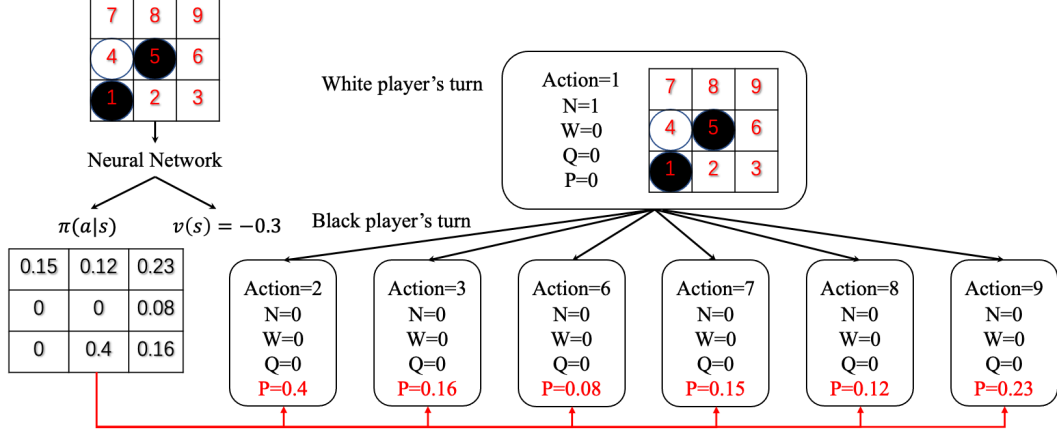 7 8 9
4 5 6
1 2 3
Neural Network
π(a|s) v(s) = −0.3
0.15 0.12 0.23
0 0 0.08
0 0.4 0.16
White player's turn
Action=1
N=1
W=0
Q=0
P=0
7 8 9
4 5 6
1 2 3
Black player's turn
Action=2
N=0
W=0
Q=0
P=0.4
Action=3
N=0
W=0
Q=0
P=0.16
Action=6
N=0
W=0
Q=0
P=0.08
Action=7
N=0
W=0
Q=0
P=0.15
Action=8
N=0
W=0
Q=0
P=0.12
Action=9
N=0
W=0
Q=0
P=0.23